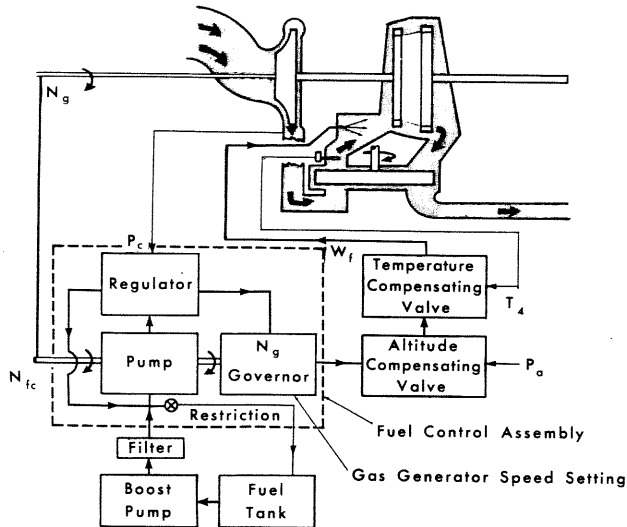 N_g
P_c
W_f
Regulator
Temperature
Compensating
Valve
T_4
N_g
Governor
Pump
Altitude
Compensating
Valve
P_a
N_fc
Restriction
Filter
Fuel Control Assembly
Gas Generator Speed Setting
Boost
Pump
Fuel
Tank